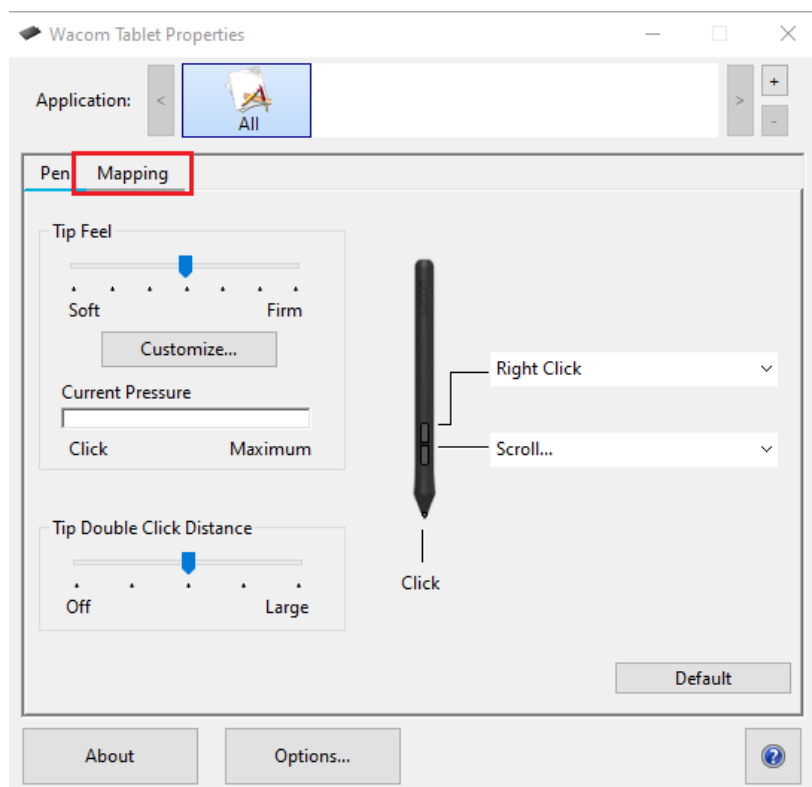 Wacom Tablet Properties
Application:
<
All
>
+
-
Pen Mapping
Tip Feel
Soft Firm
Customize...
Current Pressure
Click Maximum
Right Click
Scroll...
Tip Double Click Distance
Off Large
Click
Default
About Options... ?